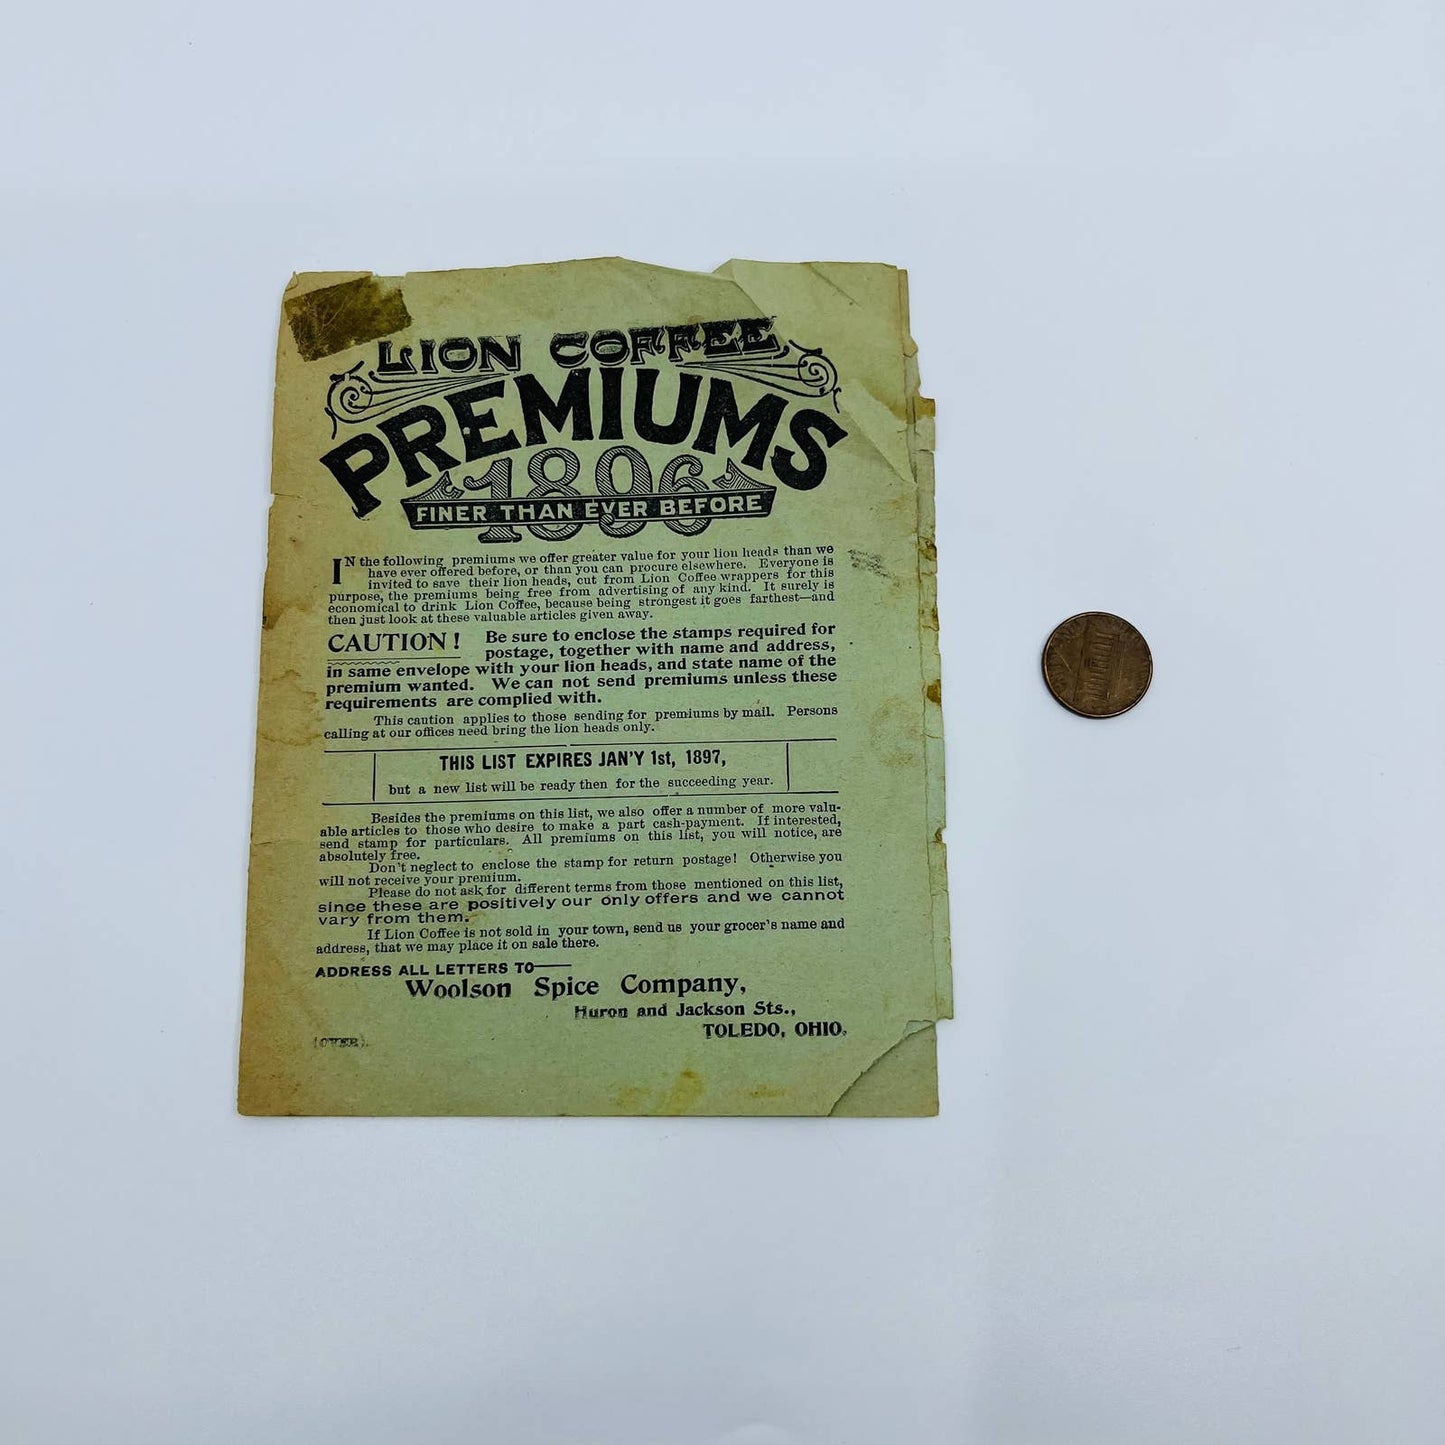 LION COFFEE
PREMIUMS
1896
FINER THAN EVER BEFORE
IN the following premiums we offer greater value for your lion heads than we
have ever offered before, or than you can procure elsewhere. Everyone is
invited to save their lion heads, cut from Lion Coffee wrappers for this
purpose, the premiums being free from advertising of any kind. It surely is
economical to drink Lion Coffee, because being strongest it goes farthest—and
then just look at these valuable articles given away.
CAUTION! Be sure to enclose the stamps required for
postage, together with name and address,
in same envelope with your lion heads, and state name of the
premium wanted. We can not send premiums unless these
requirements are complied with.
This caution applies to those sending for premiums by mail. Persons
calling at our offices need bring the lion heads only.
THIS LIST EXPIRES JAN'Y 1st, 1897,
but a new list will be ready then for the succeeding year.
Besides the premiums on this list, we also offer a number of more valu-
able articles to those who desire to make a part cash-payment. If interested,
send stamp for particulars. All premiums on this list, you will notice, are
absolutely free.
Don't neglect to enclose the stamp for return postage! Otherwise you
will not receive your premium.
Please do not ask for different terms from those mentioned on this list,
since these are positively our only offers and we cannot
vary from them.
If Lion Coffee is not sold in your town, send us your grocer's name and
address, that we may place it on sale there.
ADDRESS ALL LETTERS TO—
Woolson Spice Company,
Huron and Jackson Sts.,
TOLEDO, OHIO.
(OVER).